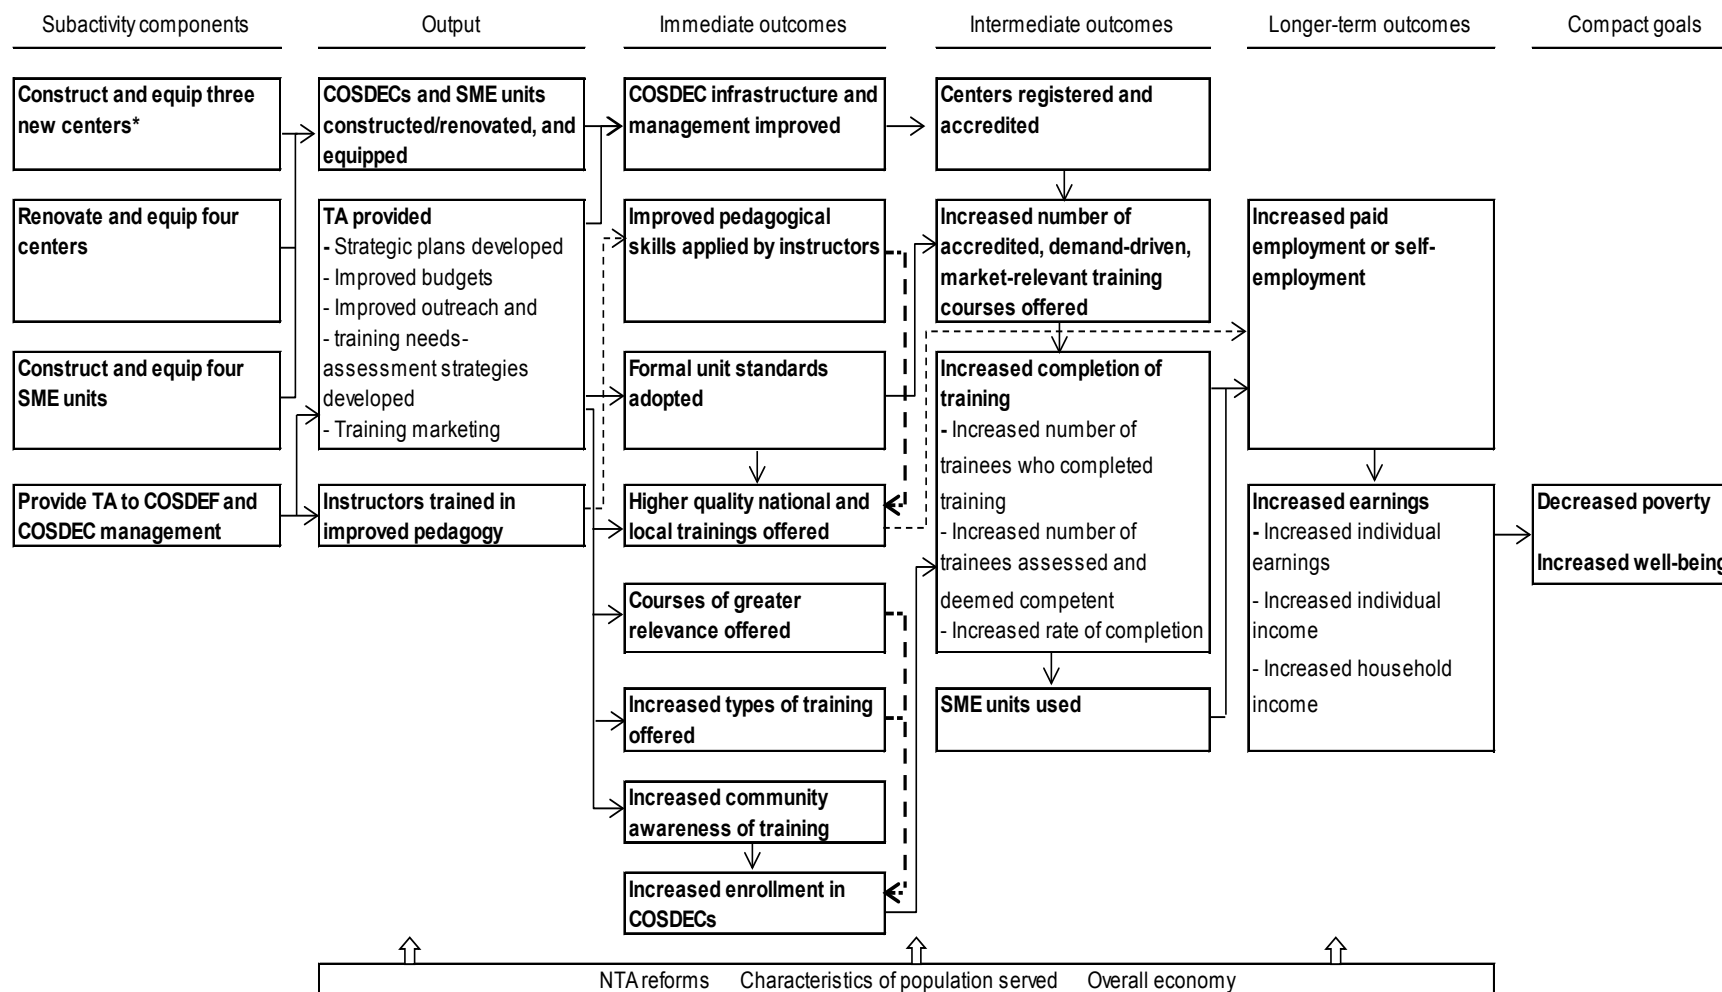 Subactivity components
Output
Immediate outcomes
Intermediate outcomes
Longer-term outcomes
Compact goals
Construct and equip three
new centers*
Renovate and equip four
centers
Construct and equip four
SME units
Provide TA to COSDEF and
COSDEC management
COSDECs and SME units
constructed/renovated, and
equipped
TA provided
- Strategic plans developed
- Improved budgets
- Improved outreach and
- training needs-
assessment strategies
developed
- Training marketing
Instructors trained in
improved pedagogy
COSDEC infrastructure and
management improved
Improved pedagogical
skills applied by instructors
Formal unit standards
adopted
Higher quality national and
local trainings offered
Courses of greater
relevance offered
Increased types of training
offered
Increased community
awareness of training
Increased enrollment in
COSDECs
Centers registered and
accredited
Increased number of
accredited, demand-driven,
market-relevant training
courses offered
Increased completion of
training
- Increased number of
trainees who completed
training
- Increased number of
trainees assessed and
deemed competent
- Increased rate of completion
SME units used
Increased paid
employment or self-
employment
Increased earnings
- Increased individual
earnings
- Increased individual
income
- Increased household
income
Decreased poverty
Increased well-being
NTA reforms Characteristics of population served Overall economy